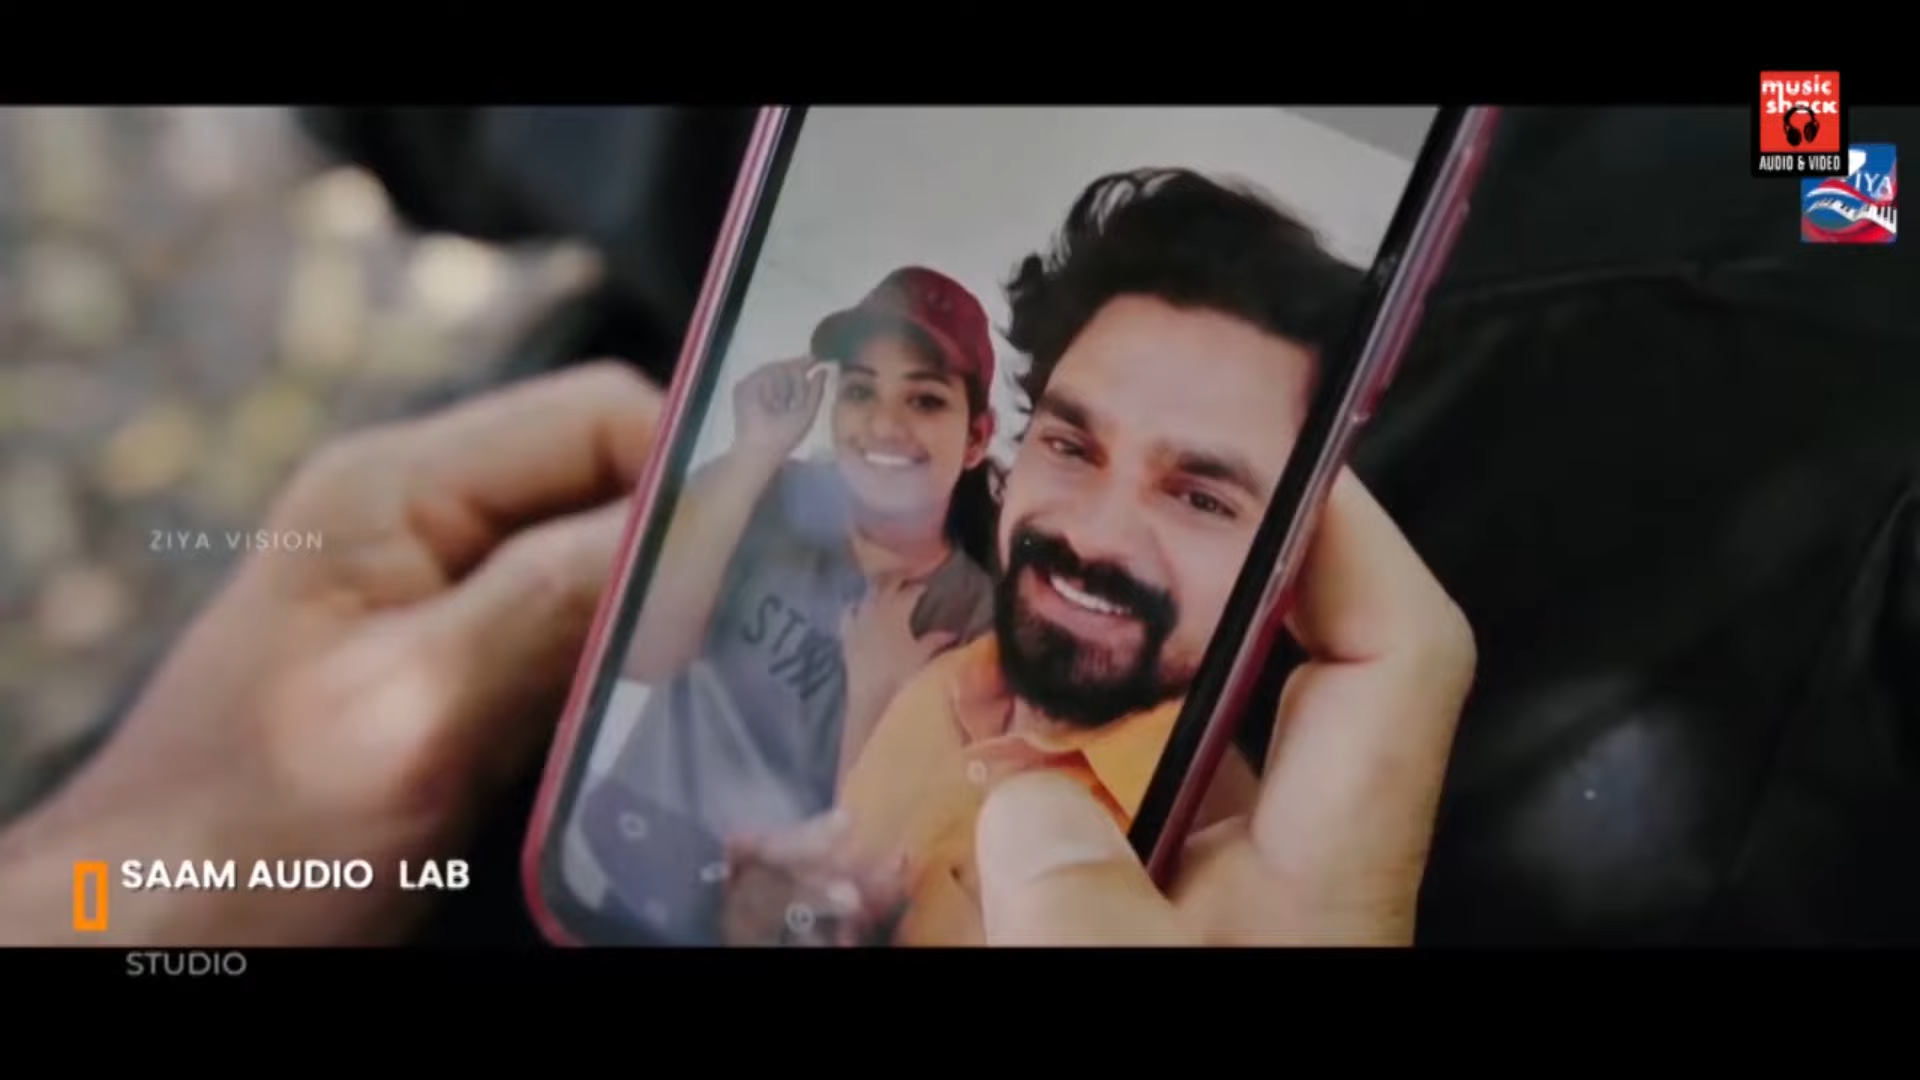 music
shack
AUDIO & VIDEO
ZIYA VISION
SAAM AUDIO LAB
STUDIO